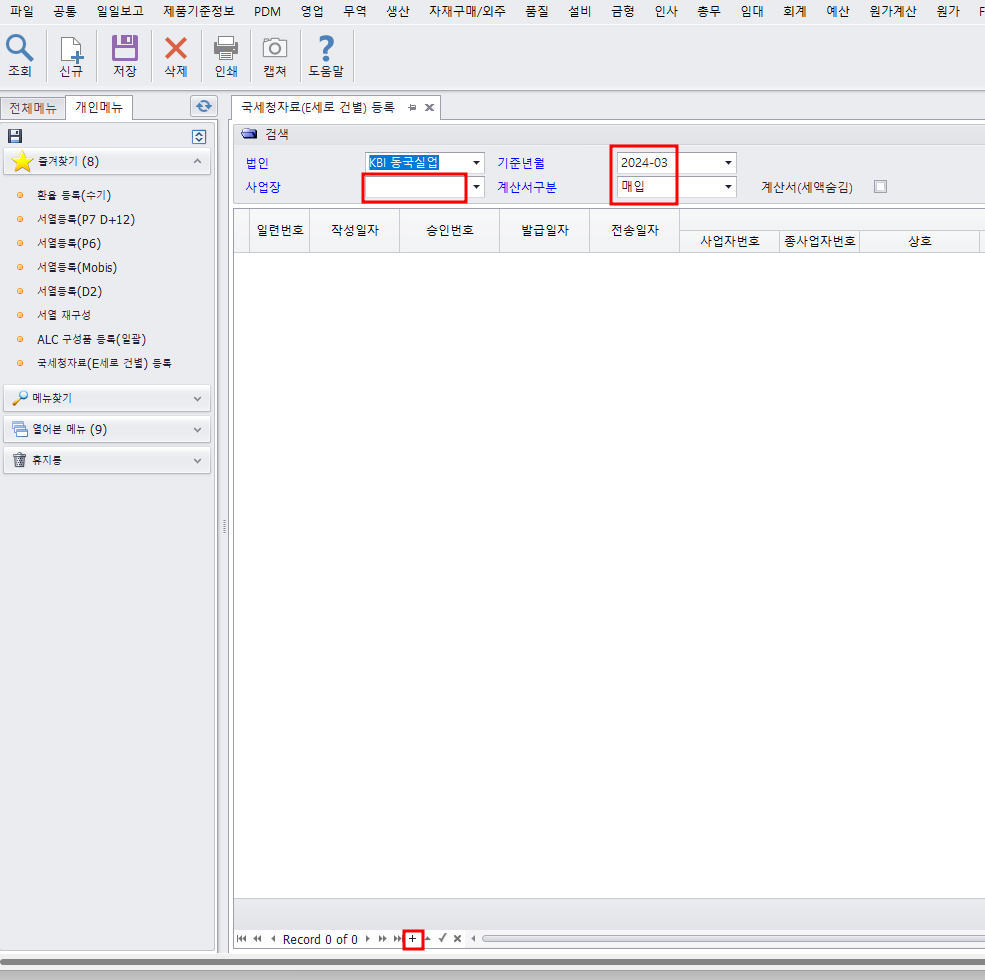 파일 공통 일일보고 제품기준정보 PDM 영업 무역 생산 자재구매/외주 품질 설비 금형 인사 총무 임대 회계 예산 원가계산 원가
조회 신규 저장 삭제 인쇄 캡쳐 도움말
전체메뉴 개인메뉴
국세청자료(E세로 건별) 등록
즐겨찾기 (8)
환율 등록(수기)
서열등록(P7 D+12)
서열등록(P6)
서열등록(Mobis)
서열등록(D2)
서열 재구성
ALC 구성품 등록(일괄)
국세청자료(E세로 건별) 등록
메뉴찾기
열어본 메뉴 (9)
휴지통
검색
법인 KBI 동국실업 기준년월 2024-03
사업장 계산서구분 매입 계산서(세액숨김)
일련번호 작성일자 승인번호 발급일자 전송일자
사업자번호 종사업자번호 상호
Record 0 of 0